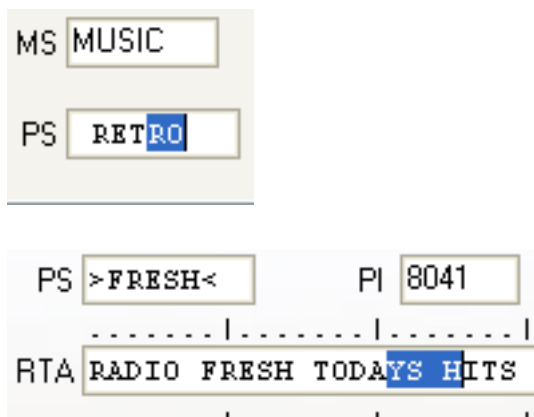 MS MUSIC
PS RETRO
PS >FRESH< PI 8041
RTA RADIO FRESH TODAYS HITS